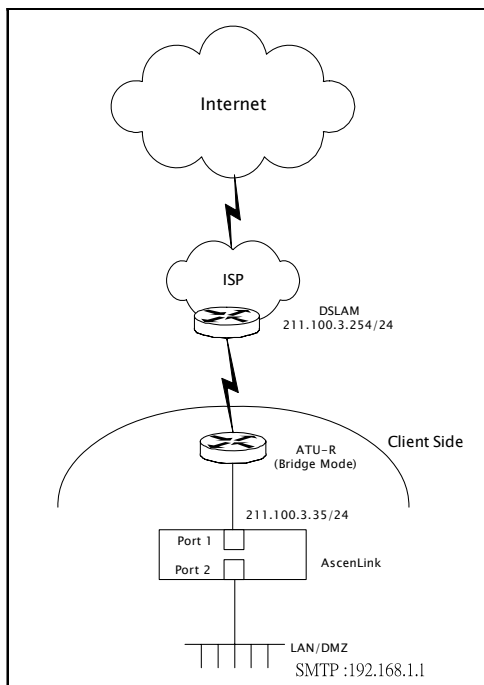 Internet
ISP
DSLAM
211.100.3.254/24
ATU-R
(Bridge Mode)
Client Side
211.100.3.35/24
Port 1
Port 2
AscenLink
LAN/DMZ
SMTP :192.168.1.1